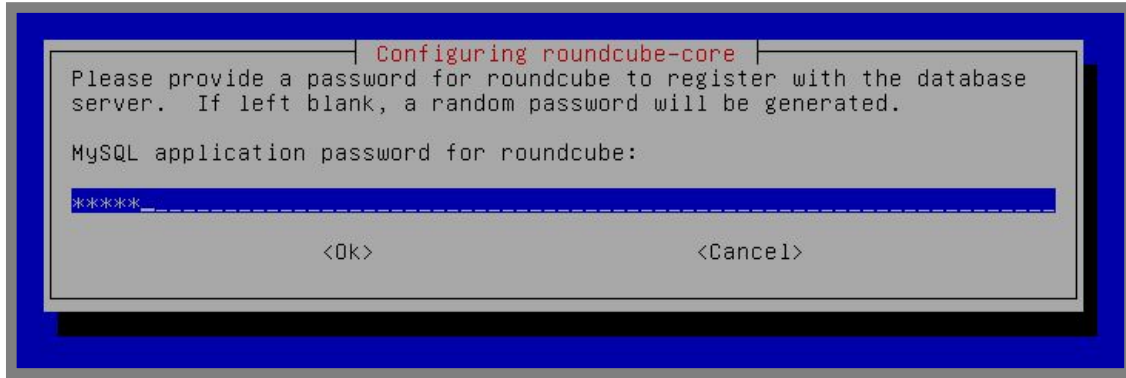 Configuring roundcube-core
Please provide a password for roundcube to register with the database
server.  If left blank, a random password will be generated.
MySQL application password for roundcube:
*****_
<Ok> <Cancel>